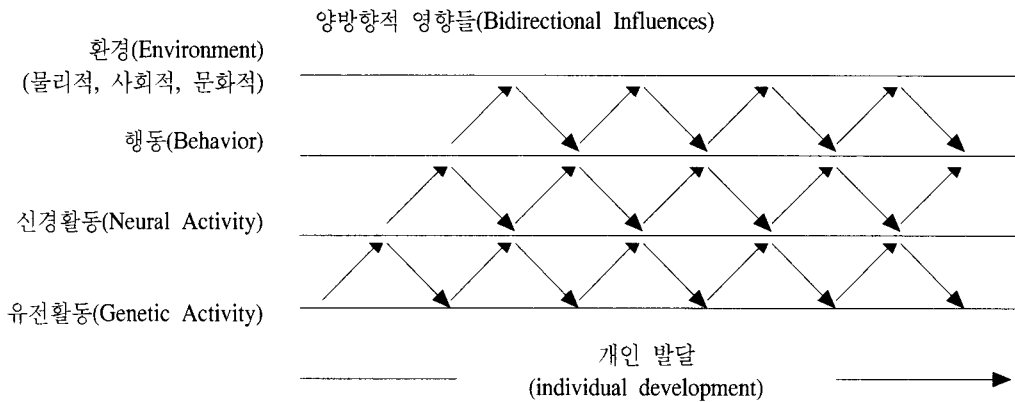 양방향적 영향들(Bidirectional Influences)
환경(Environment)
(물리적, 사회적, 문화적)
행동(Behavior)
신경활동(Neural Activity)
유전활동(Genetic Activity)
개인 발달
(individual development)